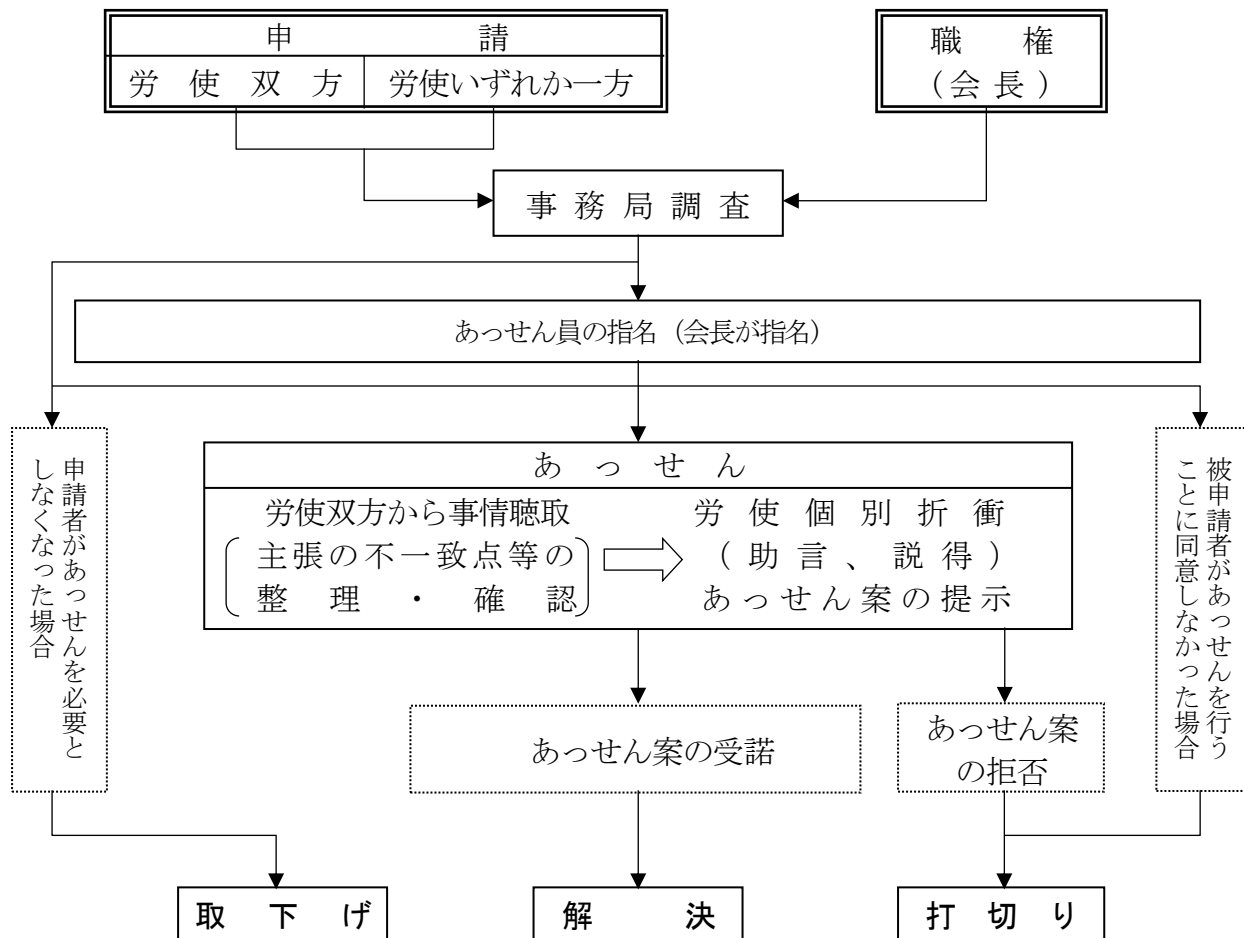 申請
労使双方
労使いずれか一方
職権
(会長)
事務局調査
あっせん員の指名(会長が指名)
申請者があっせんを必要と
しなくなった場合
あっせん
労使双方から事情聴取
主張の不一致点等の
整理・確認
労使個別折衝
(助言、説得)
あっせん案の提示
被申請者があっせんを行う
ことに同意しなかった場合
あっせん案の受諾
あっせん案
の拒否
取下げ
解決
打切り